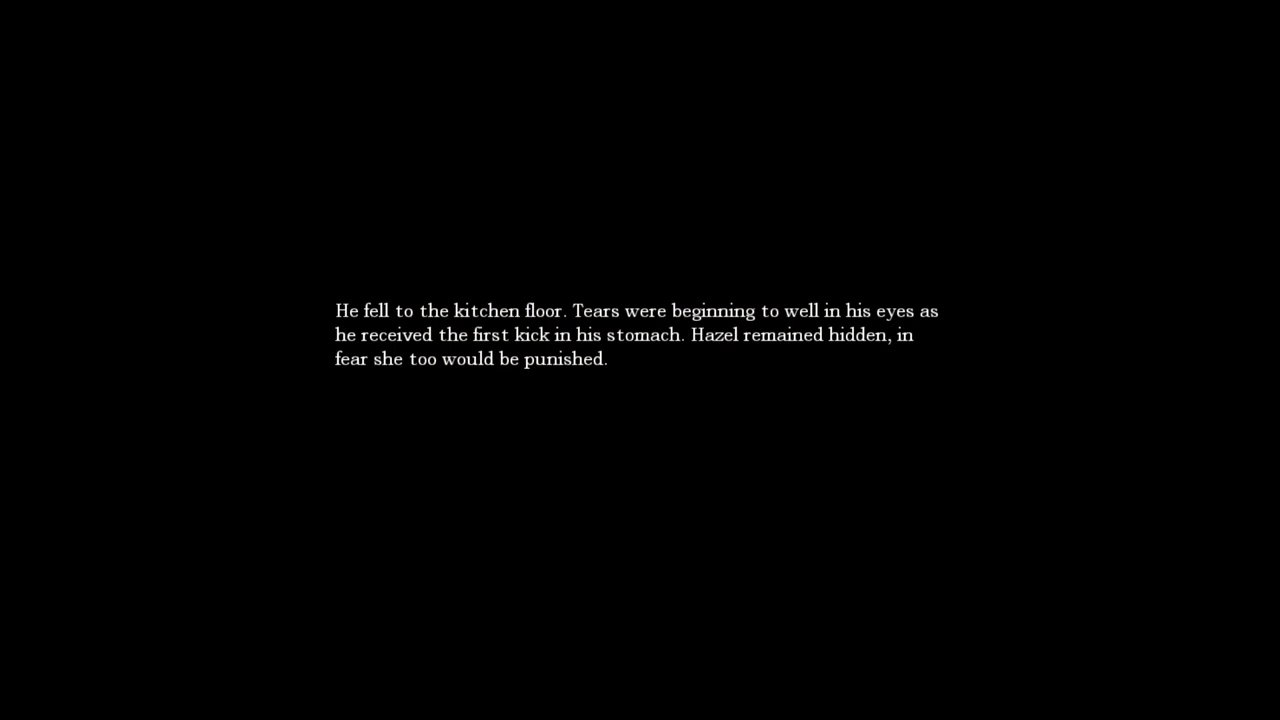 He fell to the kitchen floor. Tears were beginning to well in his eyes as
he received the first kick in his stomach. Hazel remained hidden, in
fear she too would be punished.